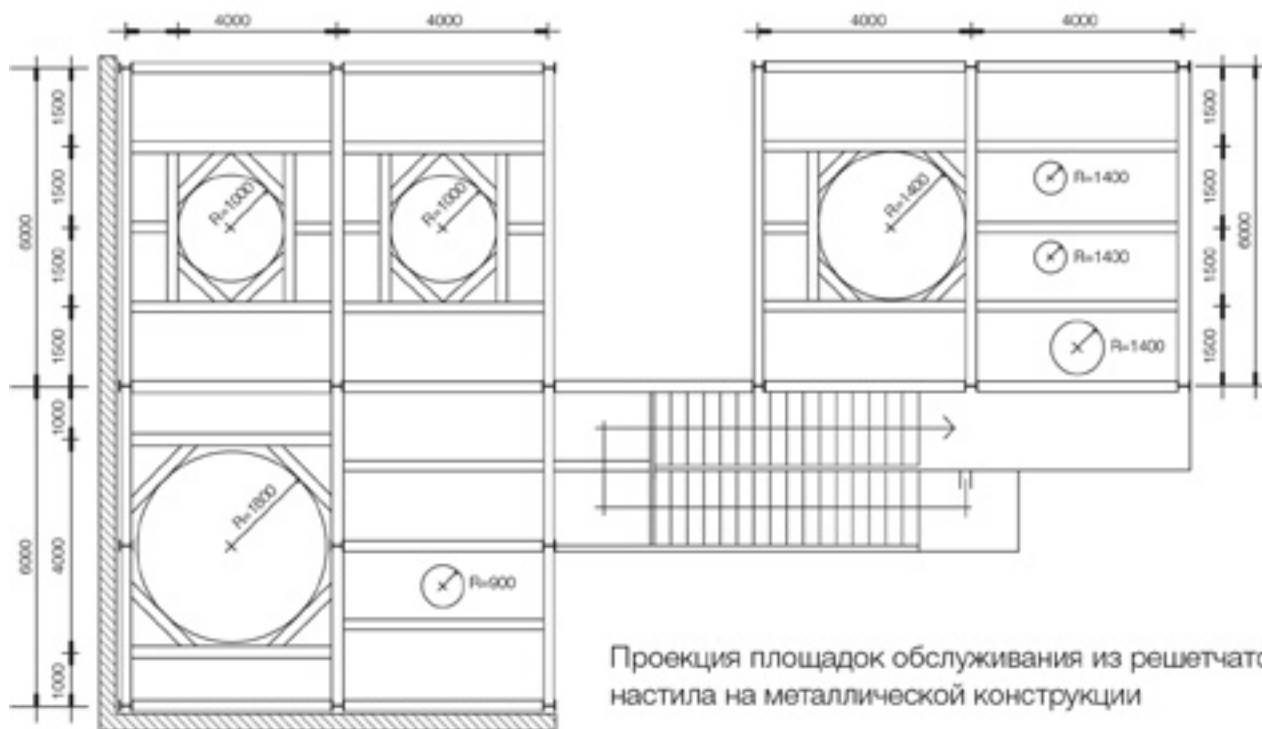 4000
4000
4000
4000
1500
1500
1500
1500
6000
1000
4000
1000
6000
R=1000
R=1000
R=1800
R=900
R=1400
R=1400
R=1400
R=1400
1500
1500
1500
1500
6000
Проекция площадок обслуживания из решетчато
настила на металлической конструкции